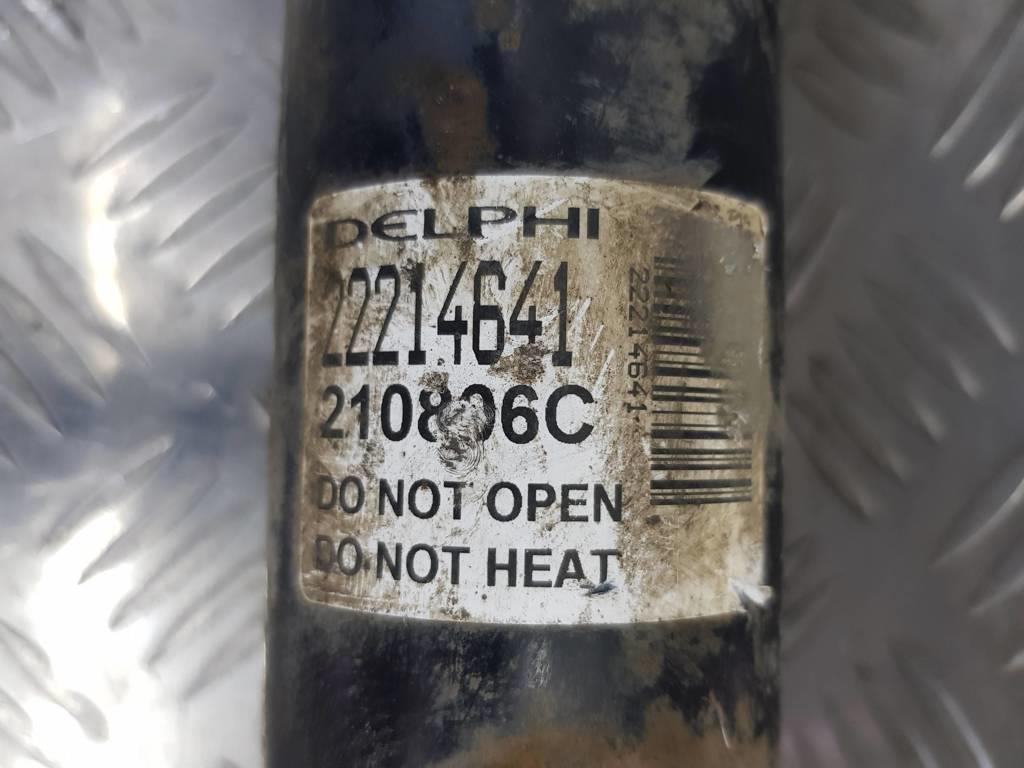 DELPHI
22214641
210806C
DO NOT OPEN
DO NOT HEAT
22214641